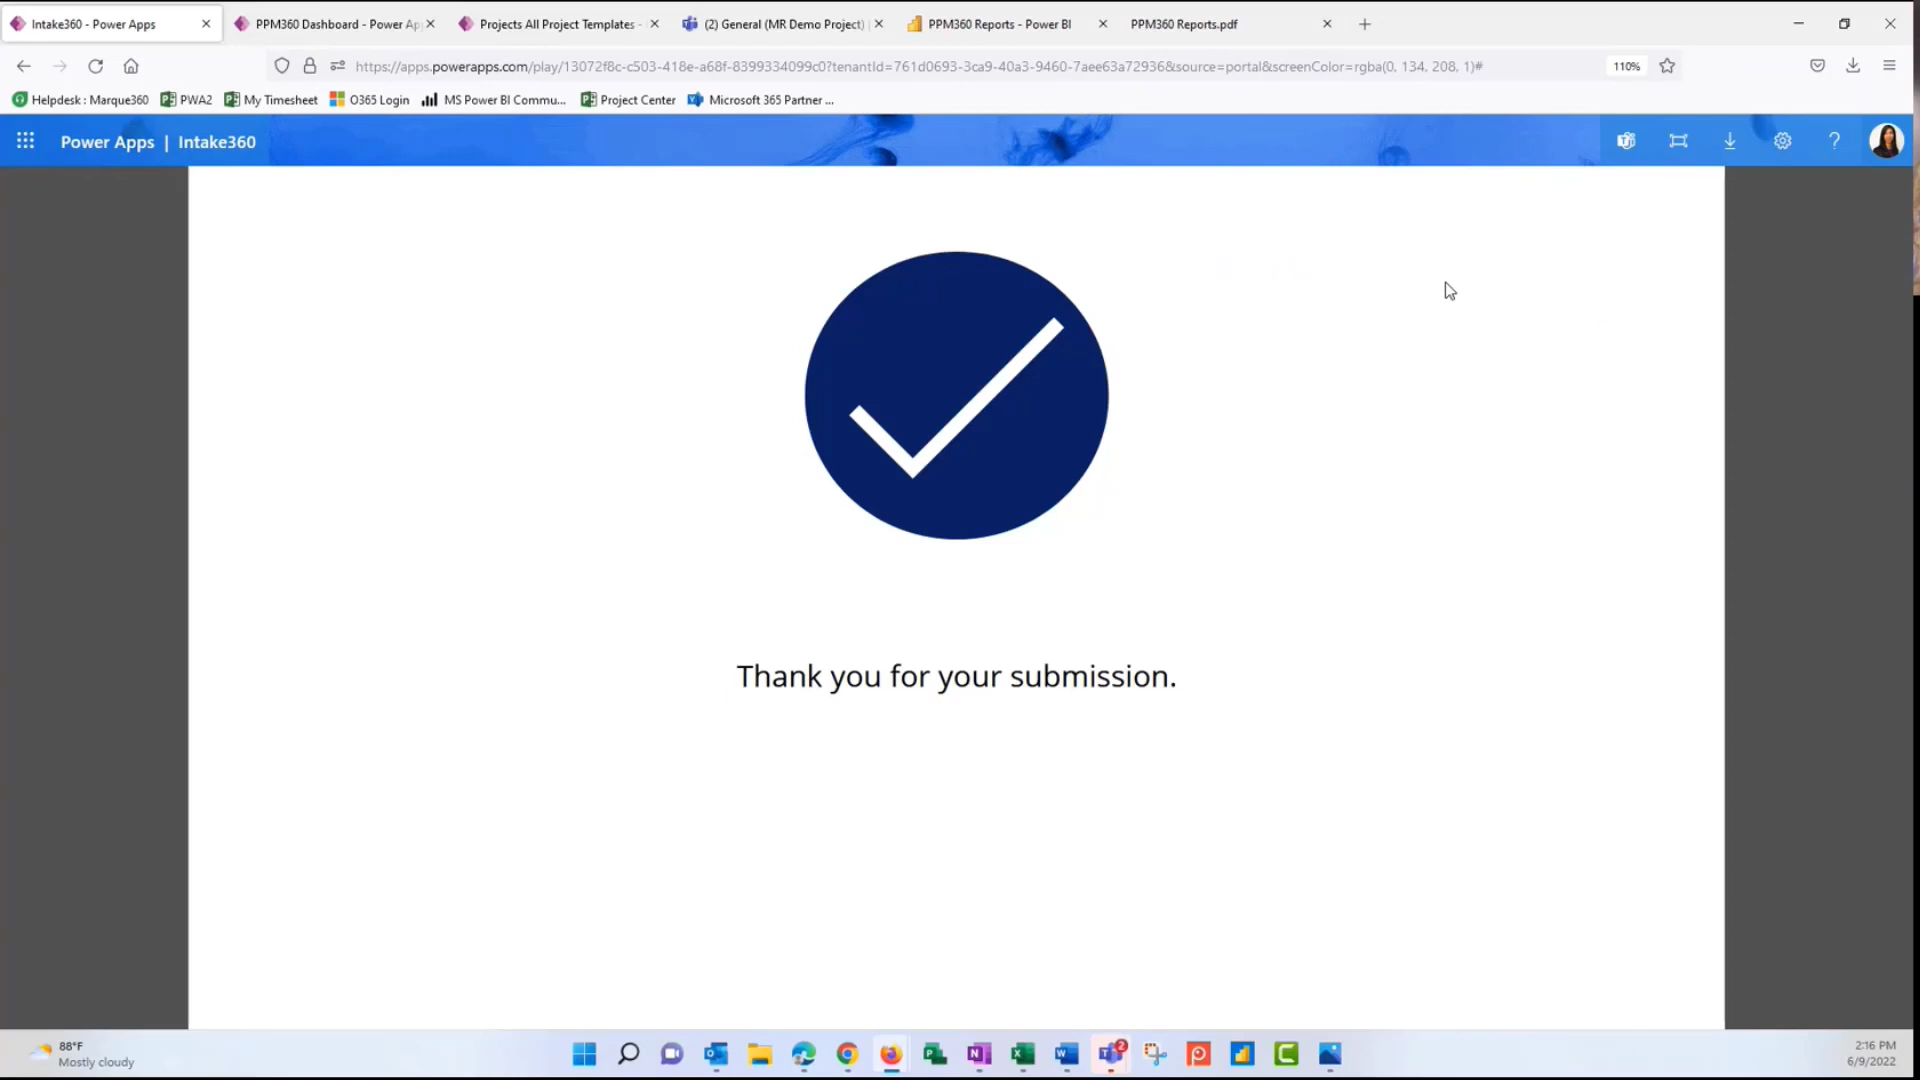 Intake360 - Power Apps
PPM360 Dashboard - Power Ap
Projects All Project Templates -
(2) General (MR Demo Project) |
PPM360 Reports - Power BI
PPM360 Reports.pdf
https://apps.powerapps.com/play/13072f8c-c503-418e-a68f-8399334099c0?tenantId=761d0693-3ca9-40a3-9460-7aee63a72936&source=portal&screenColor=rgba(0, 134, 208, 1)#
110%
Helpdesk : Marque360
PWA2
My Timesheet
O365 Login
MS Power BI Commu...
Project Center
Microsoft 365 Partner ...
Power Apps | Intake360
Thank you for your submission.
88°F
Mostly cloudy
2
2:16 PM
6/9/2022